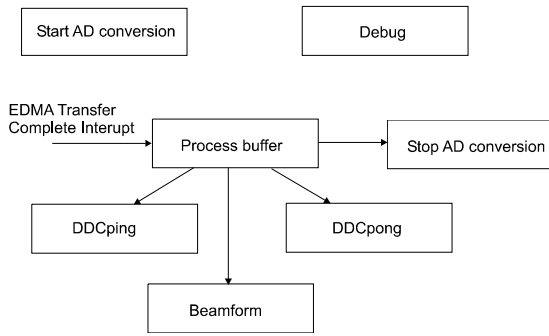 Start AD conversion
Debug
EDMA Transfer
Complete Interupt
Process buffer
Stop AD conversion
DDCping
DDCpong
Beamform